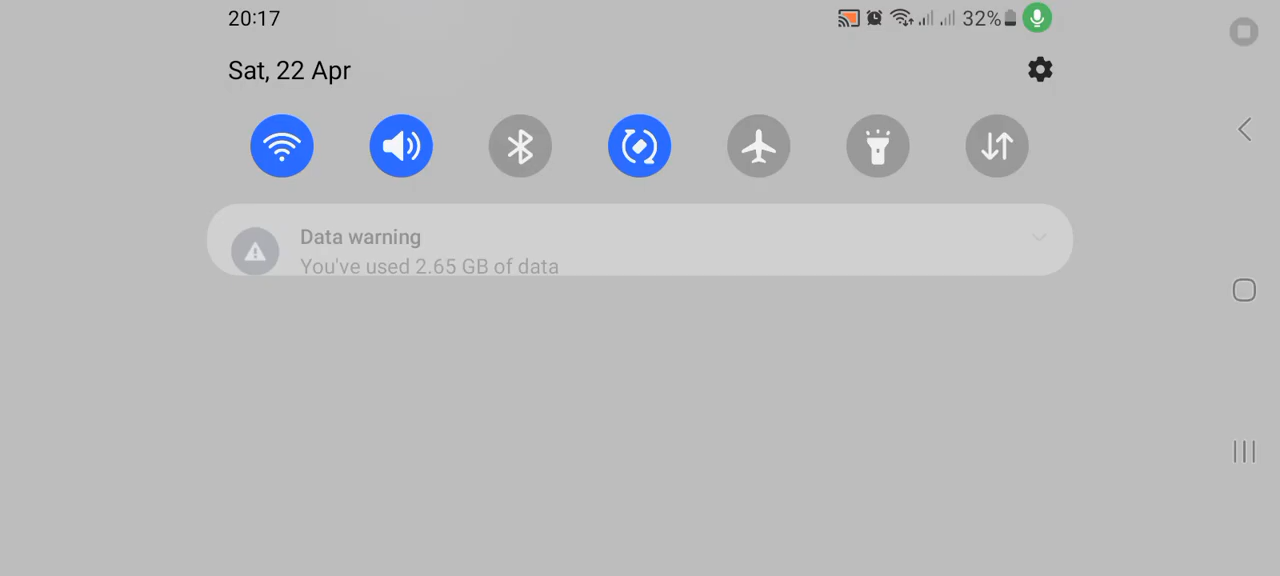 20:17
32%
Sat, 22 Apr
Data warning
You've used 2.65 GB of data